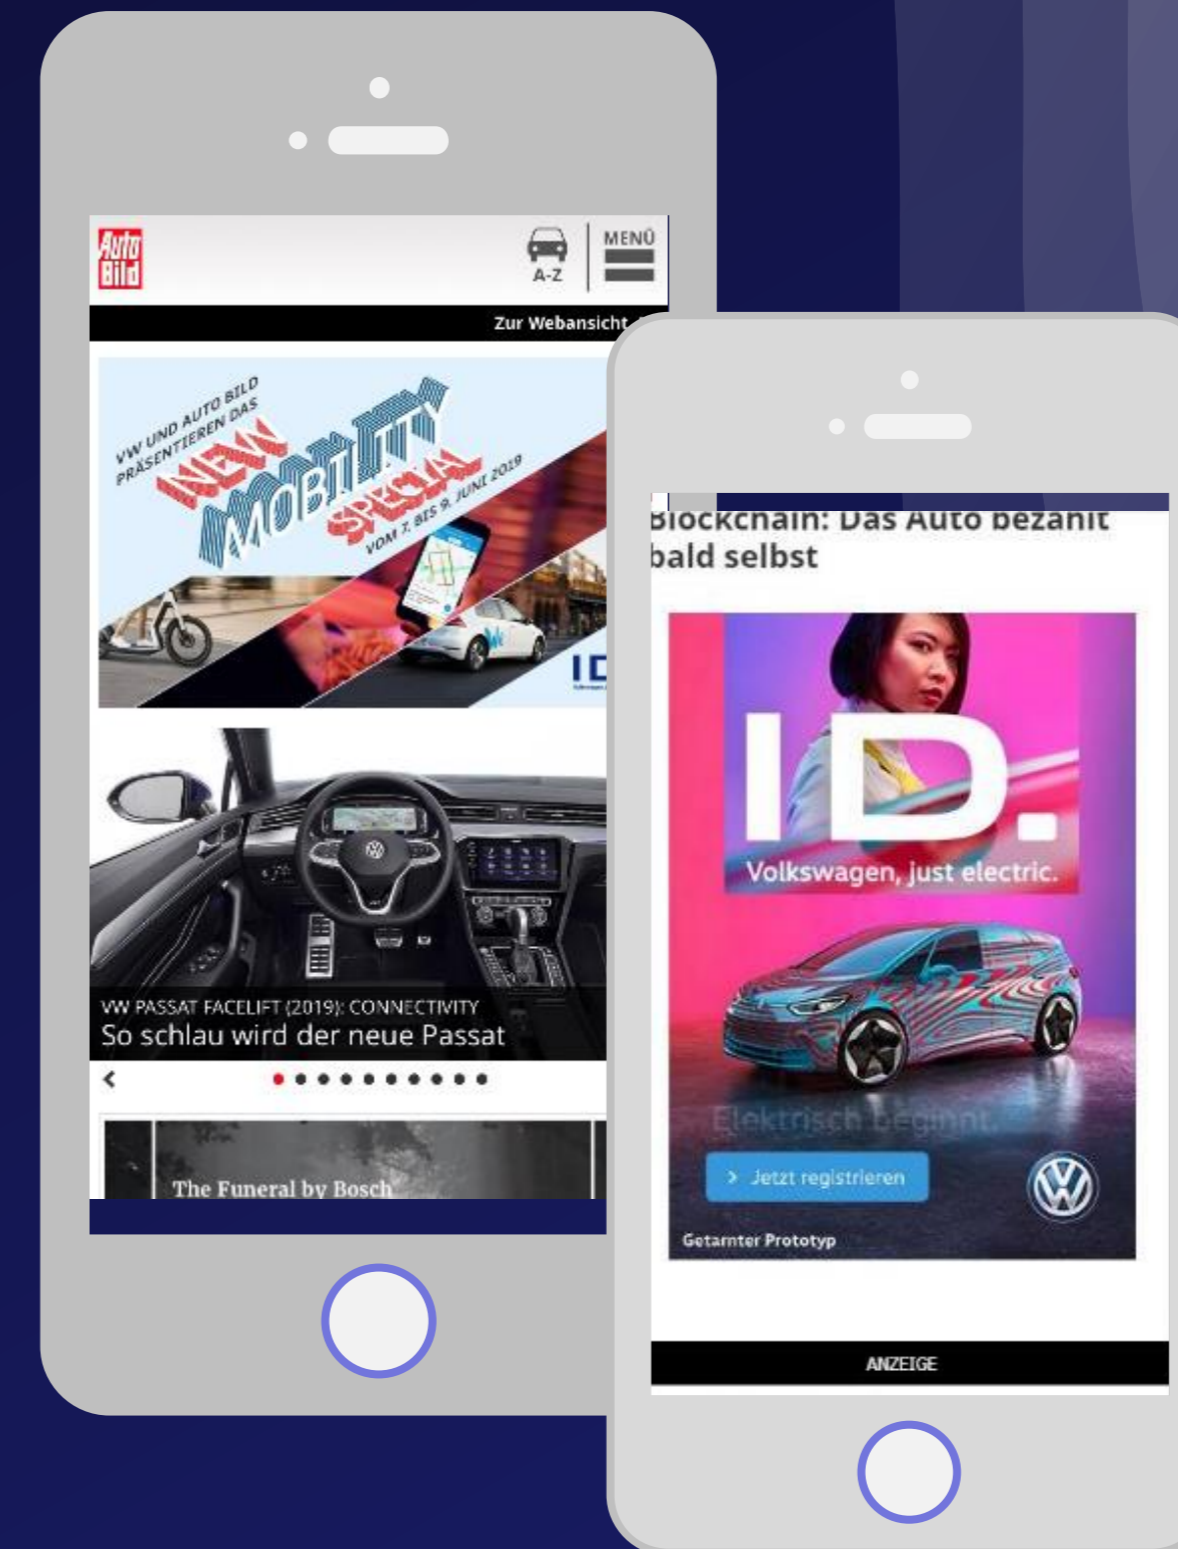 Auto
Bild
A-Z
MENÜ
Zur Webansicht
VW UND AUTO BILD
PRÄSENTIEREN DAS
NEW
MOBILITY
SPECIAL
VOM 7. BIS 9. JUNI 2019
VW PASSAT FACELIFT (2019): CONNECTIVITY
So schlau wird der neue Passat
The Funeral by Bosch
Blockchain: Das Auto bezahlt
bald selbst
ID.
Volkswagen, just electric.
Elektrisch beginnt.
> Jetzt registrieren
Getarnter Prototyp
ANZEIGE